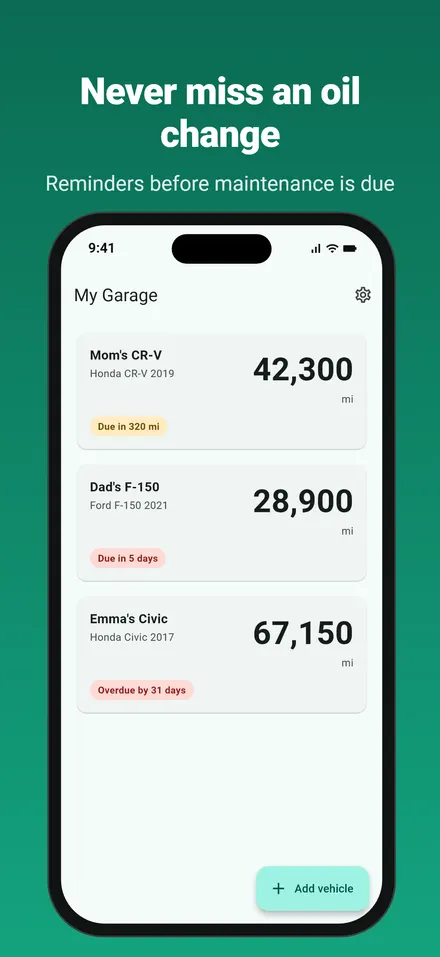 Never miss an oil
change
Reminders before maintenance is due
9:41
My Garage
Mom's CR-V
Honda CR-V 2019
42,300
mi
Due in 320 mi
Dad's F-150
Ford F-150 2021
28,900
mi
Due in 5 days
Emma's Civic
Honda Civic 2017
67,150
mi
Overdue by 31 days
+ Add vehicle